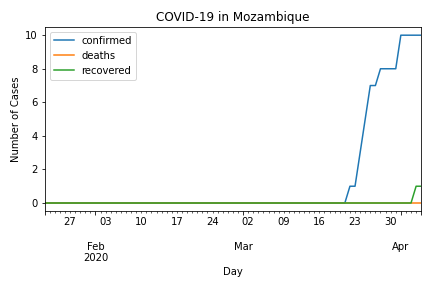 COVID-19 in Mozambique
confirmed
deaths
recovered
Number of Cases
10
8
6
4
2
0
27 03 10 17 24 02 09 16 23 30
Feb Mar Apr
2020
Day